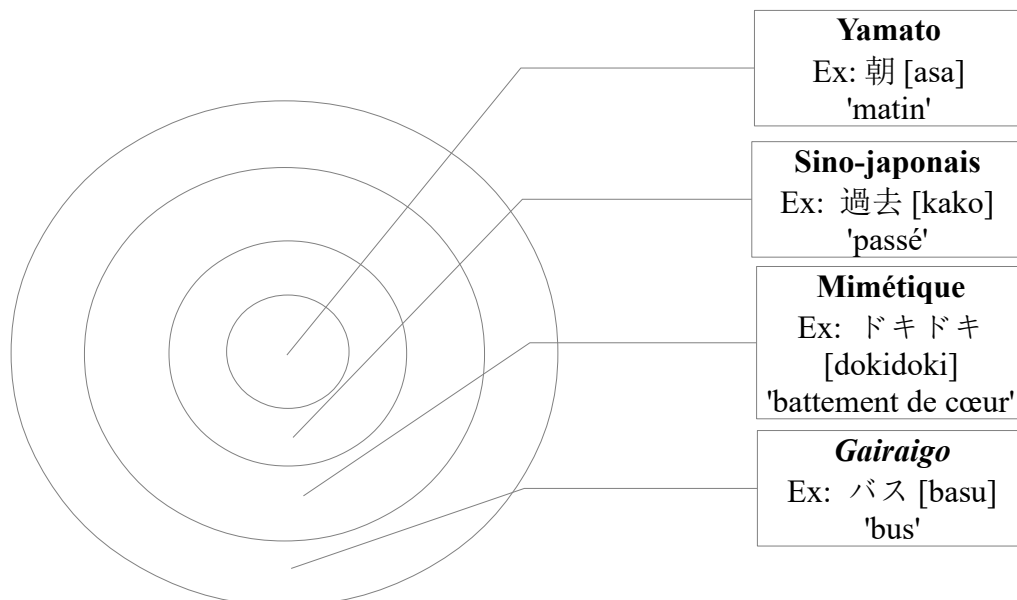 Yamato
Ex: 朝 [asa]
'matin'
Sino-japonais
Ex: 過去 [kako]
'passé'
Mimétique
Ex: ドキドキ
[dokidoki]
'battement de cœur'
Gairaigo
Ex: バス [basu]
'bus'